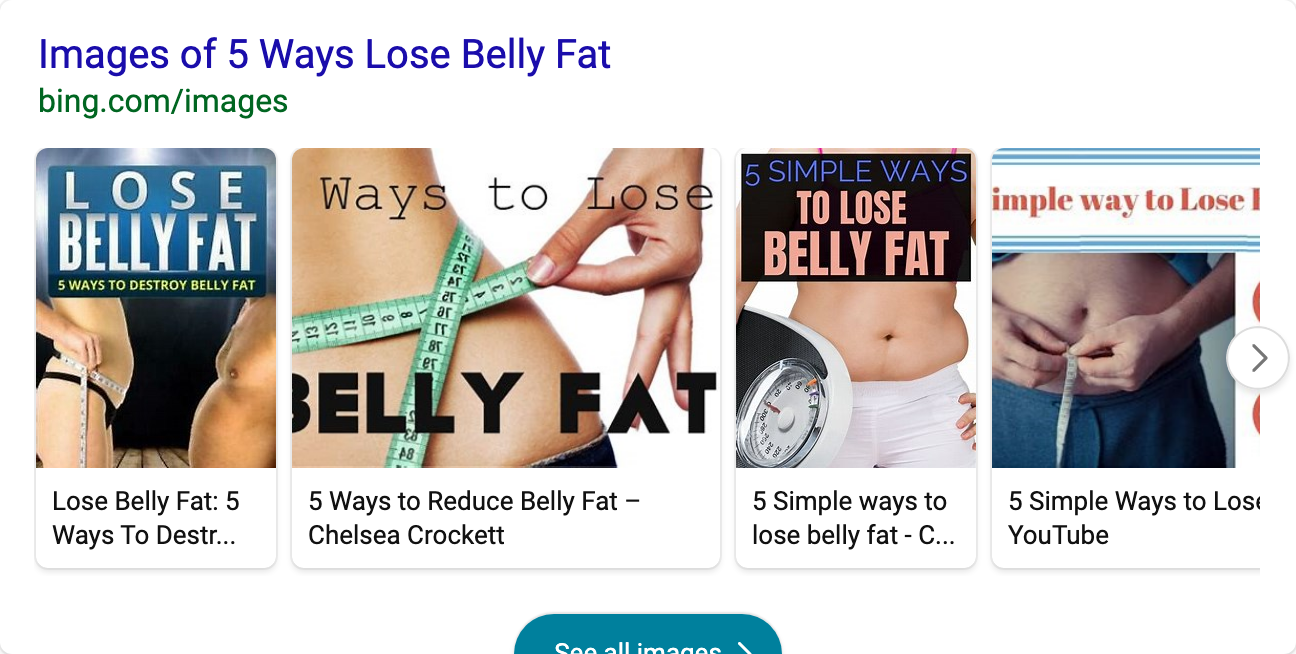 Images of 5 Ways Lose Belly Fat
bing.com/images
LOSE
BELLY FAT
5 WAYS TO DESTROY BELLY FAT
Lose Belly Fat: 5
Ways To Destr...
Ways to Lose
BELLY FAT
5 Ways to Reduce Belly Fat –
Chelsea Crockett
5 SIMPLE WAYS
TO LOSE
BELLY FAT
5 Simple ways to
lose belly fat - C...
imple way to Lose
5 Simple Ways to Lose
YouTube
See all images